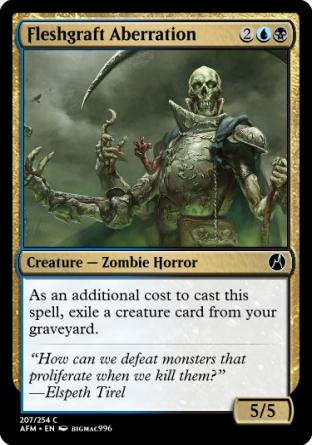 Fleshgraft Aberration 2
Creature — Zombie Horror
As an additional cost to cast this
spell, exile a creature card from your
graveyard.
“How can we defeat monsters that
proliferate when we kill them?”
—Elspeth Tirel
207/254 C
AFM • EN BIGMAC996
5/5